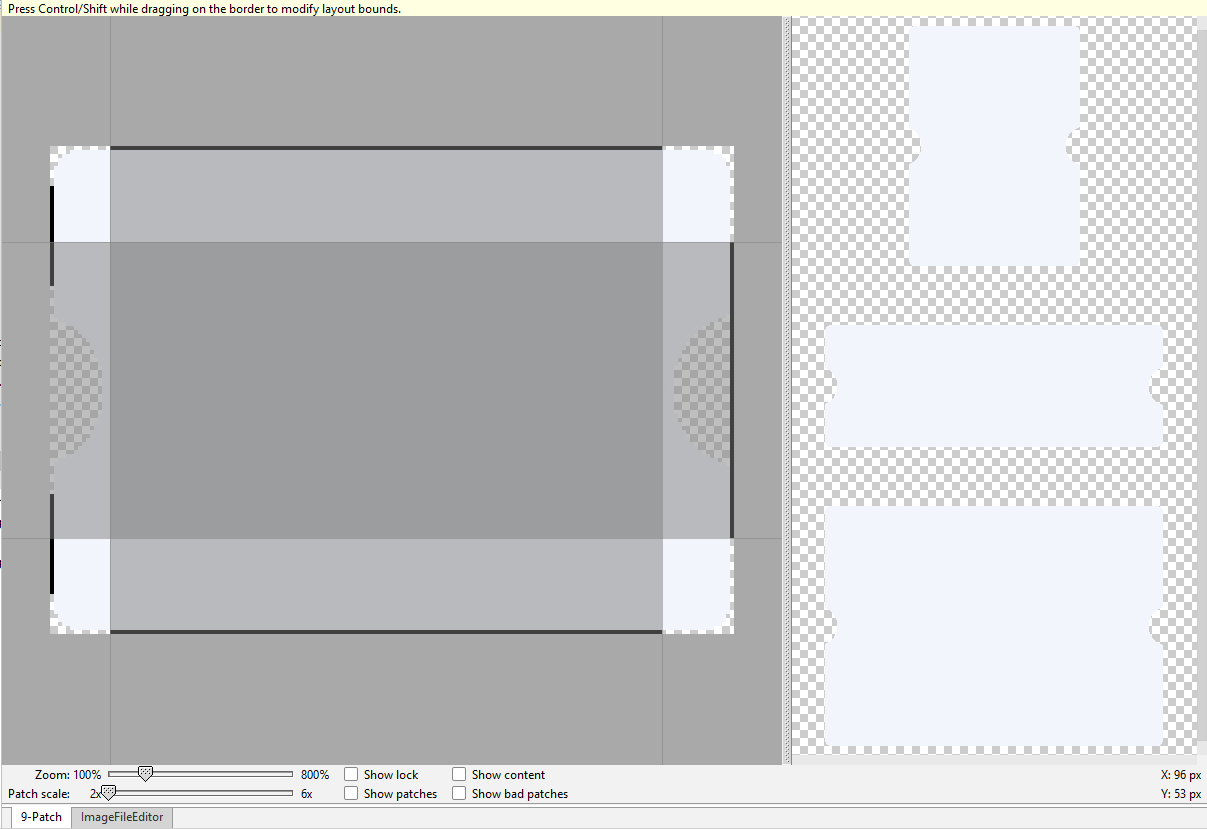 Press Control/Shift while dragging on the border to modify layout bounds.
Zoom: 100% 800% Show lock Show content X: 96 px
Patch scale: 2x 6x Show patches Show bad patches Y: 53 px
9-Patch ImageFileEditor